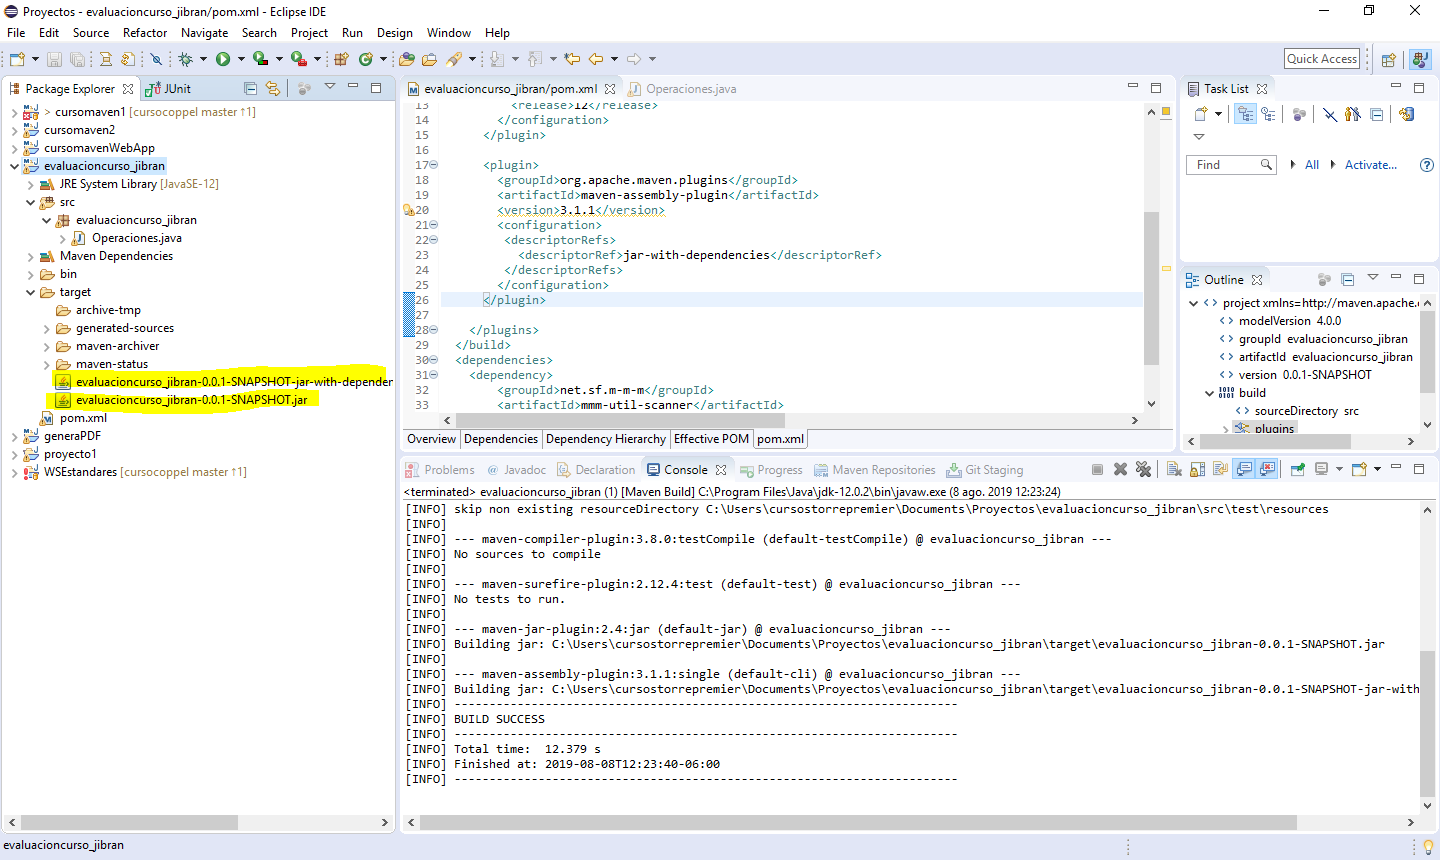 Proyectos - evaluacioncurso_jibran/pom.xml - Eclipse IDE
File Edit Source Refactor Navigate Search Project Run Design Window Help
Quick Access
Package Explorer
JUnit
> cursomaven1 [cursocoppel master ↑1]
cursomaven2
cursomavenWebApp
evaluacioncurso_jibran
JRE System Library [JavaSE-12]
src
evaluacioncurso_jibran
Operaciones.java
Maven Dependencies
bin
target
archive-tmp
generated-sources
maven-archiver
maven-status
evaluacioncurso_jibran-0.0.1-SNAPSHOT-jar-with-depender
evaluacioncurso_jibran-0.0.1-SNAPSHOT.jar
pom.xml
generaPDF
proyecto1
WSEstandares [cursocoppel master ↑1]
evaluacioncurso_jibran/pom.xml
Operaciones.java
13 <release>12</release>
14 </configuration>
15 </plugin>
16
17 <plugin>
18 <groupId>org.apache.maven.plugins</groupId>
19 <artifactId>maven-assembly-plugin</artifactId>
20 <version>3.1.1</version>
21 <configuration>
22 <descriptorRefs>
23 <descriptorRef>jar-with-dependencies</descriptorRef>
24 </descriptorRefs>
25 </configuration>
26 </plugin>
27
28 </plugins>
29 </build>
30 <dependencies>
31 <dependency>
32 <groupId>net.sf.m-m-m</groupId>
33 <artifactId>mmm-util-scanner</artifactId>
Overview Dependencies Dependency Hierarchy Effective POM pom.xml
Task List
Find
All
Activate...
Outline
project xmlns=http://maven.apache.
modelVersion 4.0.0
groupId evaluacioncurso_jibran
artifactId evaluacioncurso_jibran
version 0.0.1-SNAPSHOT
build
sourceDirectory src
plugins
Problems Javadoc Declaration Console Progress Maven Repositories Git Staging
<terminated> evaluacioncurso_jibran (1) [Maven Build] C:\Program Files\Java\jdk-12.0.2\bin\javaw.exe (8 ago. 2019 12:23:24)
[INFO] skip non existing resourceDirectory C:\Users\cursostorrepremier\Documents\Proyectos\evaluacioncurso_jibran\src\test\resources
[INFO]
[INFO] --- maven-compiler-plugin:3.8.0:testCompile (default-testCompile) @ evaluacioncurso_jibran ---
[INFO] No sources to compile
[INFO]
[INFO] --- maven-surefire-plugin:2.12.4:test (default-test) @ evaluacioncurso_jibran ---
[INFO] No tests to run.
[INFO]
[INFO] --- maven-jar-plugin:2.4:jar (default-jar) @ evaluacioncurso_jibran ---
[INFO] Building jar: C:\Users\cursostorrepremier\Documents\Proyectos\evaluacioncurso_jibran\target\evaluacioncurso_jibran-0.0.1-SNAPSHOT.jar
[INFO]
[INFO] --- maven-assembly-plugin:3.1.1:single (default-cli) @ evaluacioncurso_jibran ---
[INFO] Building jar: C:\Users\cursostorrepremier\Documents\Proyectos\evaluacioncurso_jibran\target\evaluacioncurso_jibran-0.0.1-SNAPSHOT-jar-with
[INFO] ------------------------------------------------------------------------
[INFO] BUILD SUCCESS
[INFO] ------------------------------------------------------------------------
[INFO] Total time: 12.379 s
[INFO] Finished at: 2019-08-08T12:23:40-06:00
[INFO] ------------------------------------------------------------------------
evaluacioncurso_jibran